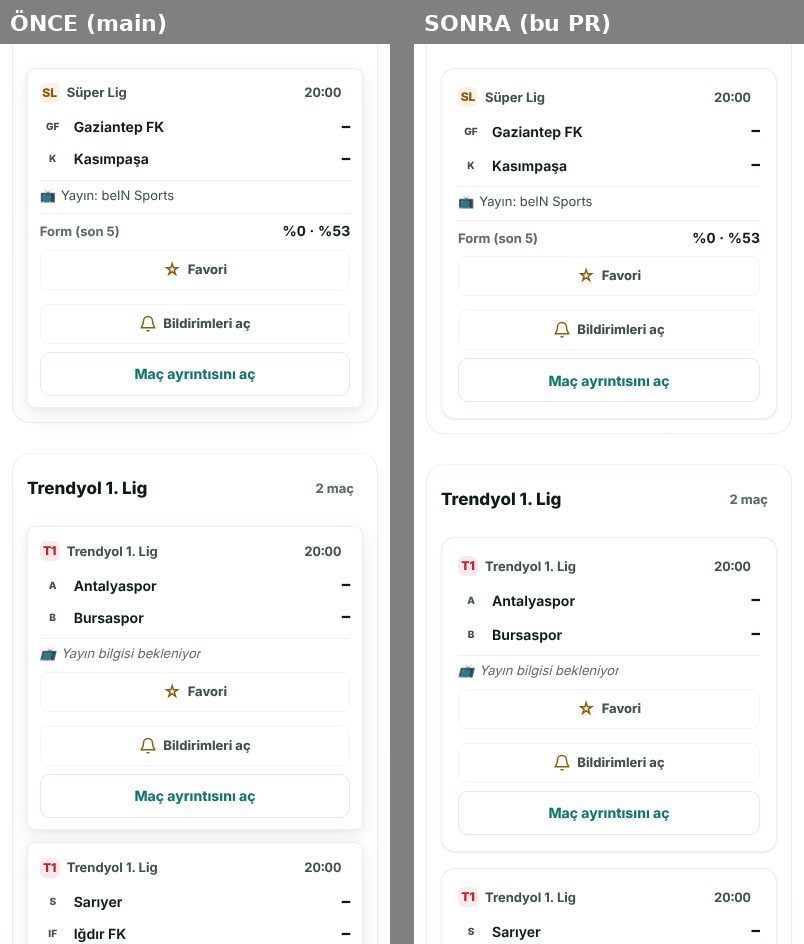 ÖNCE (main)
SL Süper Lig 20:00
GF Gaziantep FK –
K Kasımpaşa –
Yayın: beIN Sports
Form (son 5) %0 · %53
Favori
Bildirimleri aç
Maç ayrıntısını aç
Trendyol 1. Lig 2 maç
T1 Trendyol 1. Lig 20:00
A Antalyaspor –
B Bursaspor –
Yayın bilgisi bekleniyor
Favori
Bildirimleri aç
Maç ayrıntısını aç
T1 Trendyol 1. Lig 20:00
S Sarıyer –
IF Iğdır FK –
SONRA (bu PR)
SL Süper Lig 20:00
GF Gaziantep FK –
K Kasımpaşa –
Yayın: beIN Sports
Form (son 5) %0 · %53
Favori
Bildirimleri aç
Maç ayrıntısını aç
Trendyol 1. Lig 2 maç
T1 Trendyol 1. Lig 20:00
A Antalyaspor –
B Bursaspor –
Yayın bilgisi bekleniyor
Favori
Bildirimleri aç
Maç ayrıntısını aç
T1 Trendyol 1. Lig 20:00
S Sarıyer –